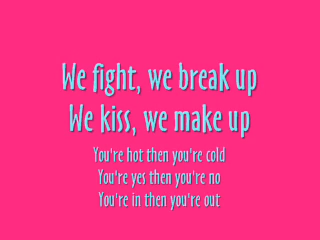 We fight, we break up
We kiss, we make up
You're hot then you're cold
You're yes then you're no
You're in then you're out